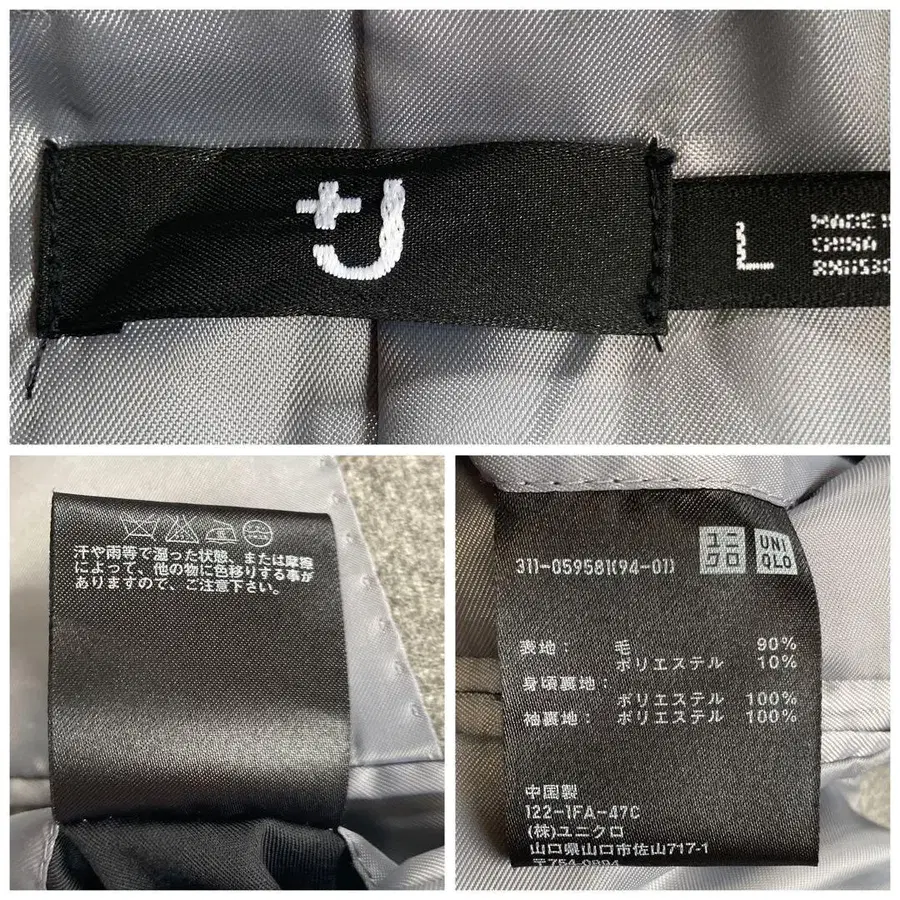 +J
L
MADE IN
CHINA
汗や雨等で湿った状態、または摩擦
によって、他の物に色移りする事が
ありますので、ご注意下さい。
311-059581(94-01)
ユニクロ
UNIQLO
表地: 毛 90%
ポリエステル 10%
身頃裏地:
ポリエステル 100%
袖裏地: ポリエステル 100%
中国製
122-1FA-47C
(株)ユニクロ
山口県山口市佐山717-1
〒754-0894